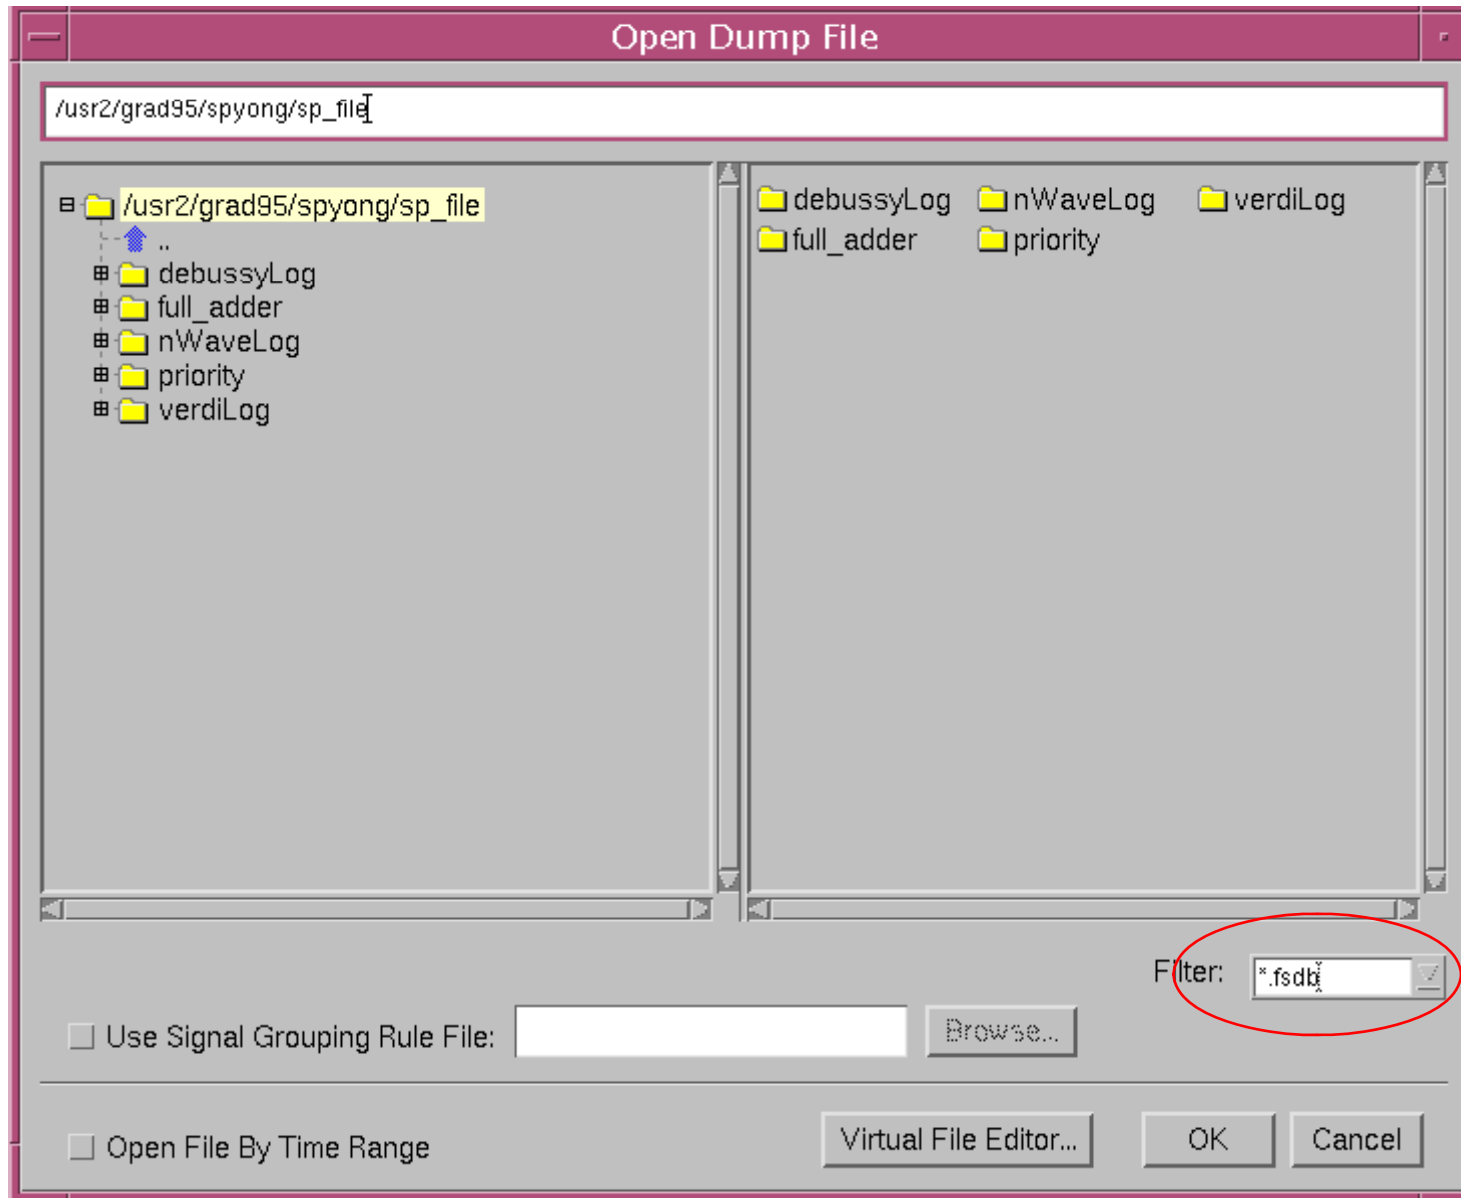 Open Dump File
/usr2/grad95/spyong/sp_file
/usr2/grad95/spyong/sp_file
..
debussyLog
full_adder
nWaveLog
priority
verdiLog
debussyLog nWaveLog verdiLog
full_adder priority
Filter: *.fsdb
Use Signal Grouping Rule File: Browse...
Open File By Time Range Virtual File Editor... OK Cancel